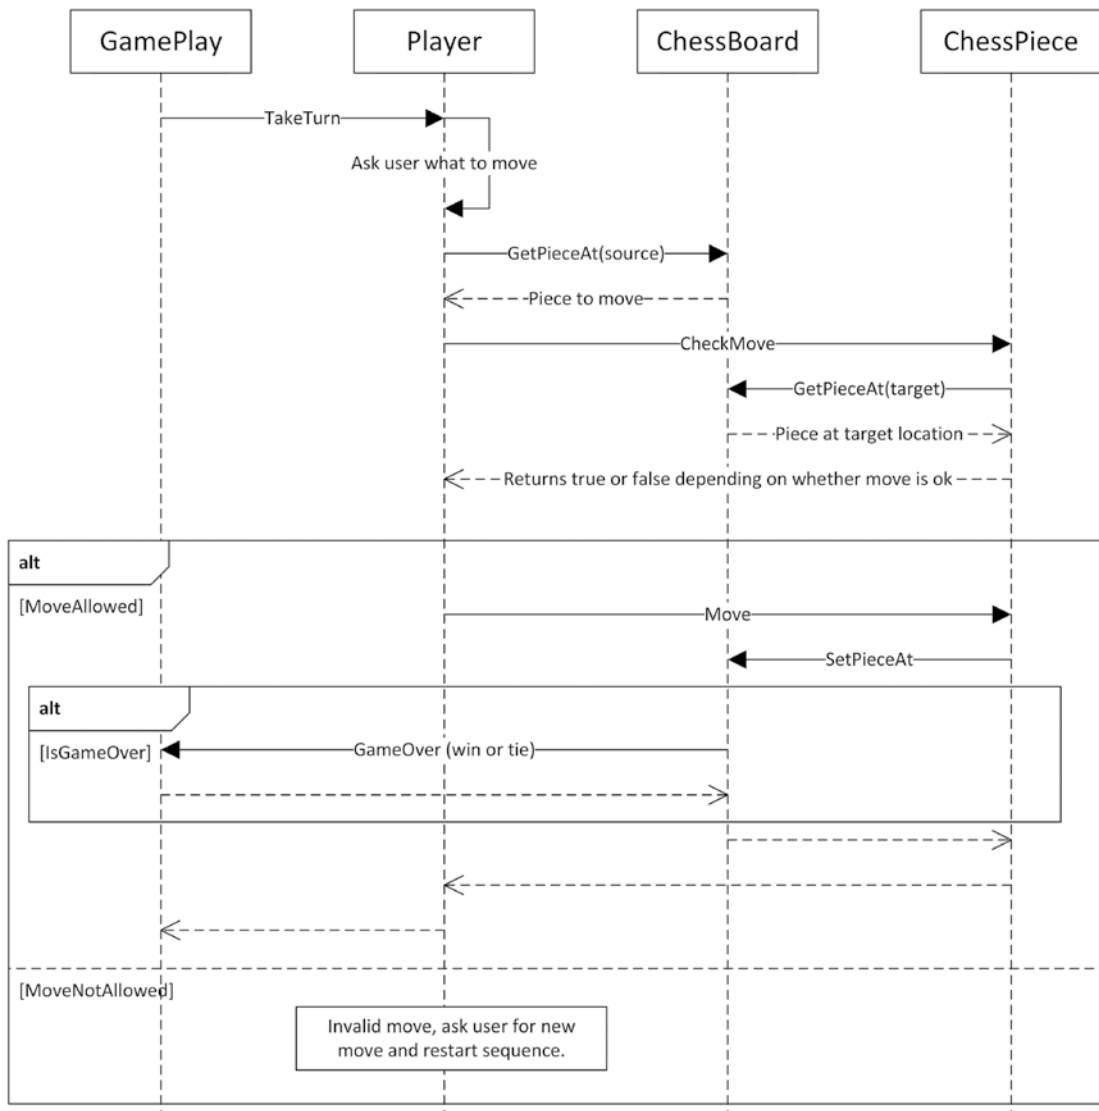 GamePlay
Player
ChessBoard
ChessPiece
TakeTurn
Ask user what to move
GetPieceAt(source)
Piece to move
CheckMove
GetPieceAt(target)
Piece at target location
Returns true or false depending on whether move is ok
alt
[MoveAllowed]
Move
SetPieceAt
alt
[IsGameOver]
GameOver (win or tie)
[MoveNotAllowed]
Invalid move, ask user for new
move and restart sequence.